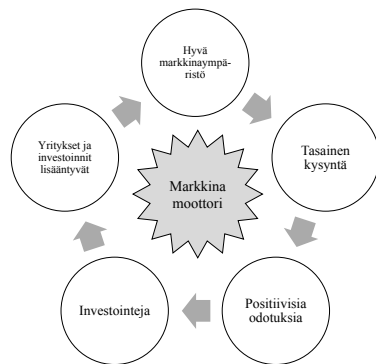 Hyvä
markkinaympä-
ristö
Tasainen
kysyntä
Positiivisia
odotuksia
Investointeja
Yritykset ja
investoinnit
lisääntyvät
Markkina
moottori